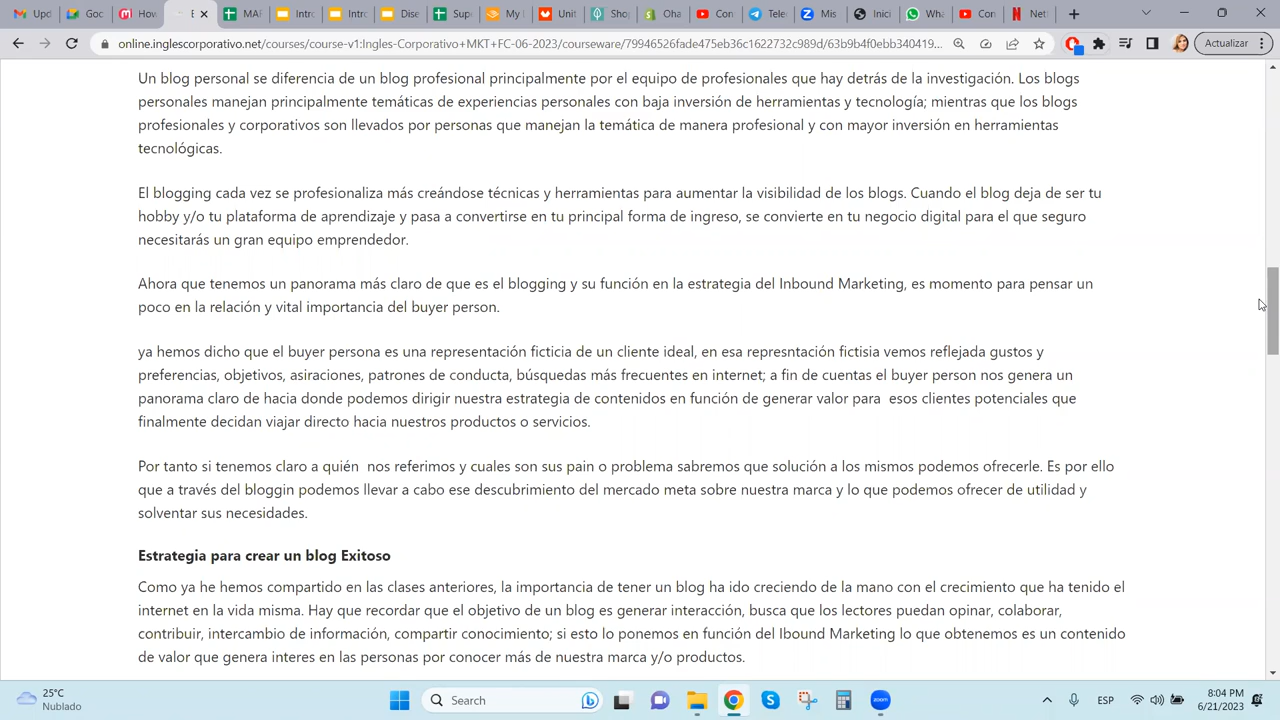 Upd
Goo
Hov
E
MAI
Intro
Intro
Dise
Sup
My l
Unit
Sho
Oha
Con
Tele
Mis
Inici
Wha
Con
Net
online.inglescorporativo.net/courses/course-v1:Ingles-Corporativo+MKT+FC-06-2023/courseware/79946526fade475eb36c1622732c989d/63b9b4f0ebb340419...
Actualizar
Un blog personal se diferencia de un blog profesional principalmente por el equipo de profesionales que hay detrás de la investigación. Los blogs
personales manejan principalmente temáticas de experiencias personales con baja inversión de herramientas y tecnología; mientras que los blogs
profesionales y corporativos son llevados por personas que manejan la temática de manera profesional y con mayor inversión en herramientas
tecnológicas.
El blogging cada vez se profesionaliza más creándose técnicas y herramientas para aumentar la visibilidad de los blogs. Cuando el blog deja de ser tu
hobby y/o tu plataforma de aprendizaje y pasa a convertirse en tu principal forma de ingreso, se convierte en tu negocio digital para el que seguro
necesitarás un gran equipo emprendedor.
Ahora que tenemos un panorama más claro de que es el blogging y su función en la estrategia del Inbound Marketing, es momento para pensar un
poco en la relación y vital importancia del buyer person.
ya hemos dicho que el buyer persona es una representación ficticia de un cliente ideal, en esa represntación fictisia vemos reflejada gustos y
preferencias, objetivos, asiraciones, patrones de conducta, búsquedas más frecuentes en internet; a fin de cuentas el buyer person nos genera un
panorama claro de hacia donde podemos dirigir nuestra estrategia de contenidos en función de generar valor para  esos clientes potenciales que
finalmente decidan viajar directo hacia nuestros productos o servicios.
Por tanto si tenemos claro a quién  nos referimos y cuales son sus pain o problema sabremos que solución a los mismos podemos ofrecerle. Es por ello
que a través del bloggin podemos llevar a cabo ese descubrimiento del mercado meta sobre nuestra marca y lo que podemos ofrecer de utilidad y
solventar sus necesidades.
Estrategia para crear un blog Exitoso
Como ya he hemos compartido en las clases anteriores, la importancia de tener un blog ha ido creciendo de la mano con el crecimiento que ha tenido el
internet en la vida misma. Hay que recordar que el objetivo de un blog es generar interacción, busca que los lectores puedan opinar, colaborar,
contribuir, intercambio de información, compartir conocimiento; si esto lo ponemos en función del Ibound Marketing lo que obtenemos es un contenido
de valor que genera interes en las personas por conocer más de nuestra marca y/o productos.
25°C
Nublado
Search
zoom
ESP
8:04 PM
6/21/2023